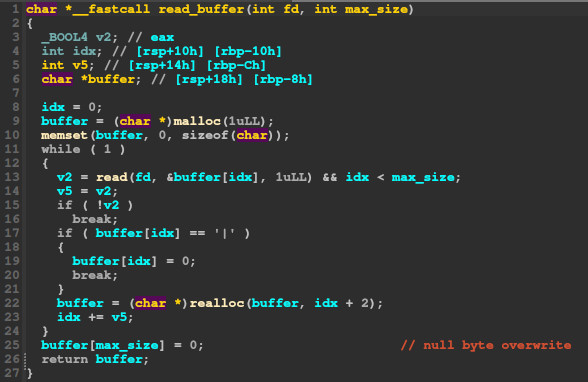 1 char *__fastcall read_buffer(int fd, int max_size)
2 {
3 _BOOL4 v2; // eax
4 int idx; // [rsp+10h] [rbp-10h]
5 int v5; // [rsp+14h] [rbp-Ch]
6 char *buffer; // [rsp+18h] [rbp-8h]
7
8 idx = 0;
9 buffer = (char *)malloc(1uLL);
10 memset(buffer, 0, sizeof(char));
11 while ( 1 )
12 {
13 v2 = read(fd, &buffer[idx], 1uLL) && idx < max_size;
14 v5 = v2;
15 if ( !v2 )
16 break;
17 if ( buffer[idx] == '|' )
18 {
19 buffer[idx] = 0;
20 break;
21 }
22 buffer = (char *)realloc(buffer, idx + 2);
23 idx += v5;
24 }
25 buffer[max_size] = 0; // null byte overwrite
26 return buffer;
27 }